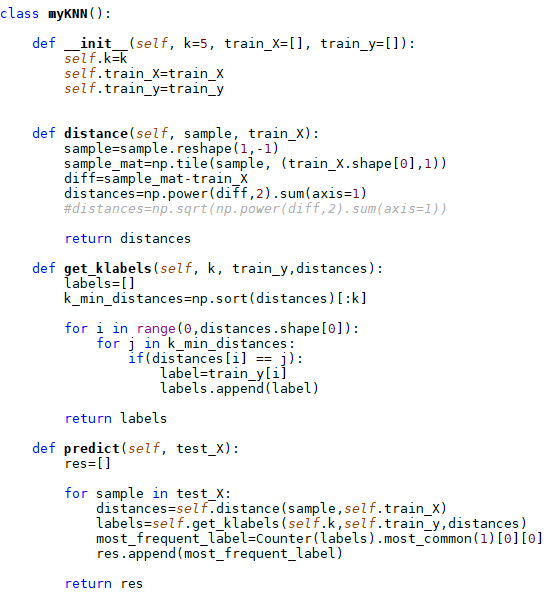 class myKNN():
    def __init__(self, k=5, train_X=[], train_y=[]):
        self.k=k
        self.train_X=train_X
        self.train_y=train_y
    def distance(self, sample, train_X):
        sample=sample.reshape(1,-1)
        sample_mat=np.tile(sample, (train_X.shape[0],1))
        diff=sample_mat-train_X
        distances=np.power(diff,2).sum(axis=1)
        #distances=np.sqrt(np.power(diff,2).sum(axis=1))
        return distances
    def get_klabels(self, k, train_y,distances):
        labels=[]
        k_min_distances=np.sort(distances)[:k]
        for i in range(0,distances.shape[0]):
            for j in k_min_distances:
                if(distances[i] == j):
                    label=train_y[i]
                    labels.append(label)
        return labels
    def predict(self, test_X):
        res=[]
        for sample in test_X:
            distances=self.distance(sample,self.train_X)
            labels=self.get_klabels(self.k,self.train_y,distances)
            most_frequent_label=Counter(labels).most_common(1)[0][0]
            res.append(most_frequent_label)
        return res